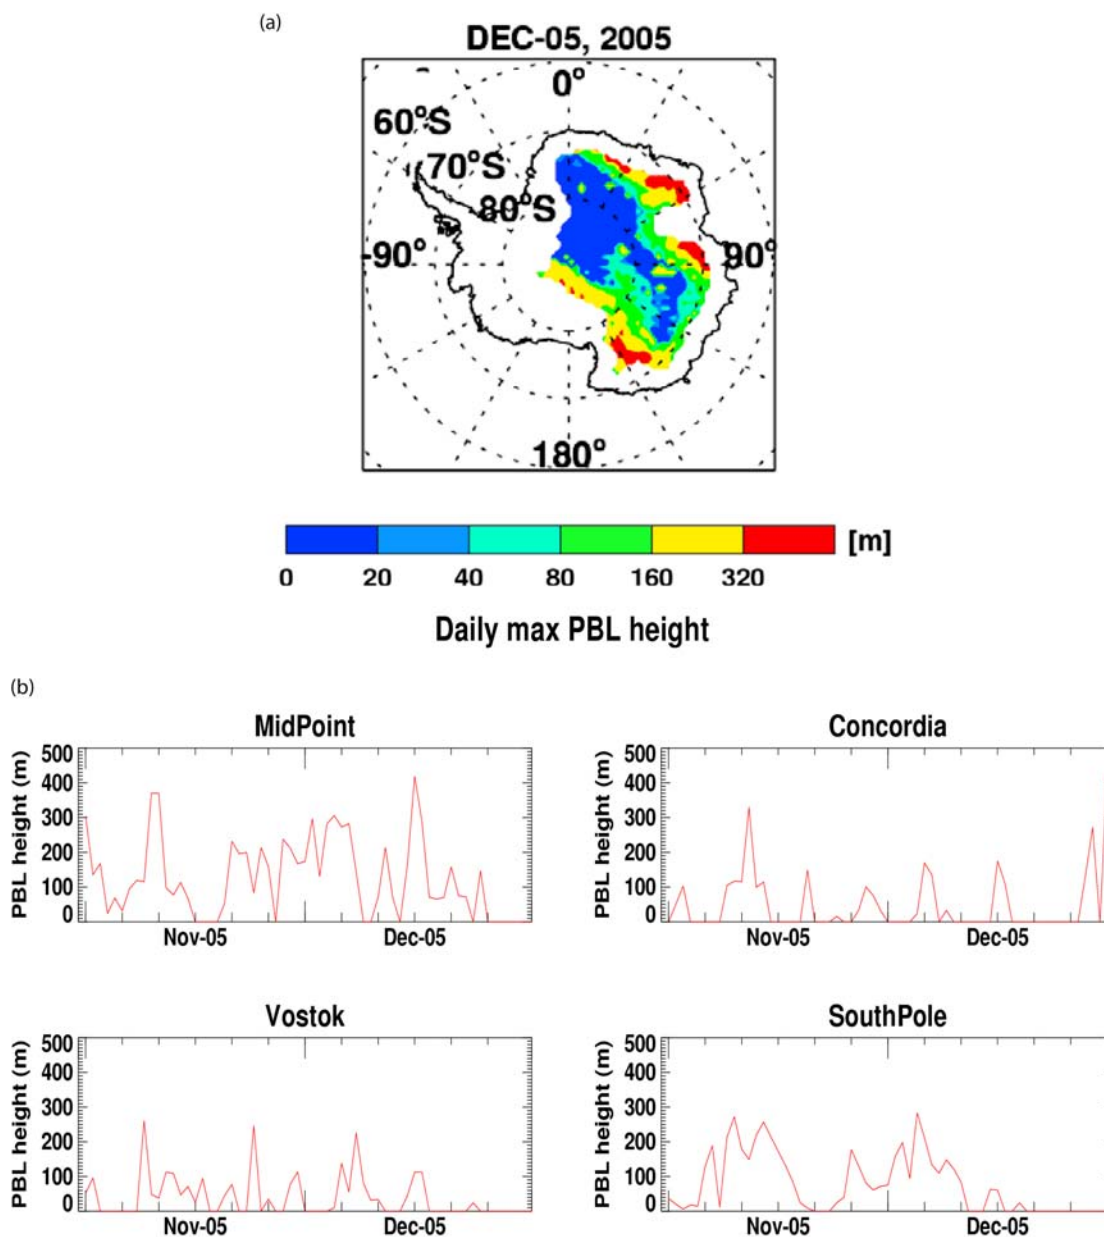 (a)
DEC-05, 2005
0°
60°S
70°S
80°S
-90° 90°
180°
[m]
0 20 40 80 160 320
Daily max PBL height
(b)
MidPoint Concordia
PBL height (m) 500 400 300 200 100 0 PBL height (m) 500 400 300 200 100 0
Nov-05 Dec-05 Nov-05 Dec-05
Vostok SouthPole
PBL height (m) 500 400 300 200 100 0 PBL height (m) 500 400 300 200 100 0
Nov-05 Dec-05 Nov-05 Dec-05